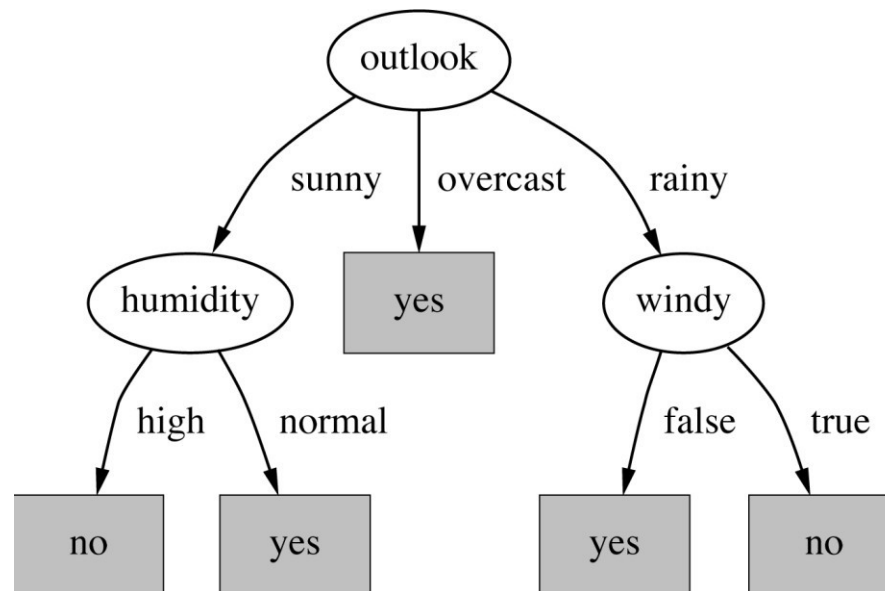 outlook
sunny overcast rainy
humidity yes windy
high normal false true
no yes yes no